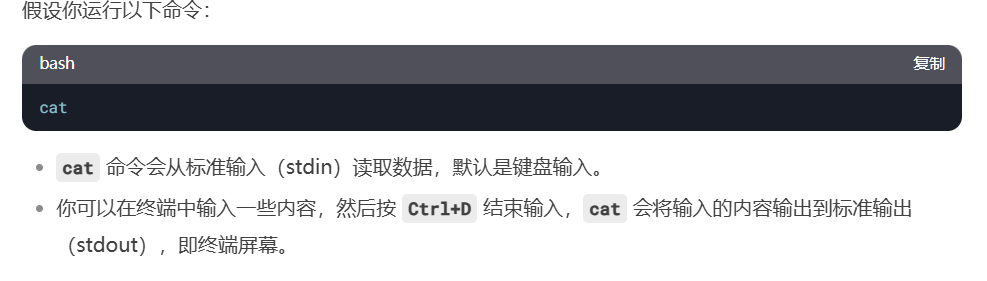 假设你运行以下命令：
bash 复制
cat
cat 命令会从标准输入（stdin）读取数据，默认是键盘输入。
你可以在终端中输入一些内容，然后按 Ctrl+D 结束输入，cat 会将输入的内容输出到标准输出
（stdout），即终端屏幕。